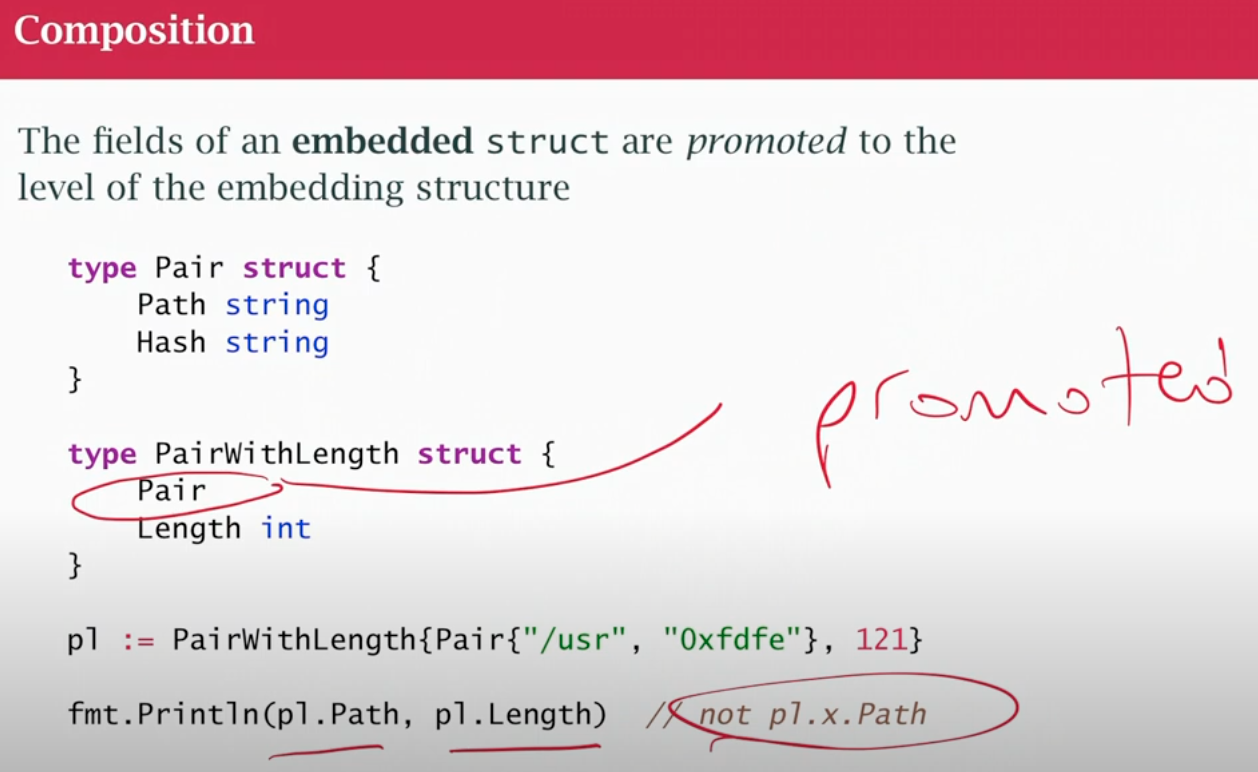 Composition
The fields of an embedded struct are promoted to the
level of the embedding structure
type Pair struct {
Path string
Hash string
}
promoted
type PairWithLength struct {
Pair
Length int
}
pl := PairWithLength{Pair{"/usr", "0xfdfe"}, 121}
fmt.Println(pl.Path, pl.Length) // not pl.x.Path